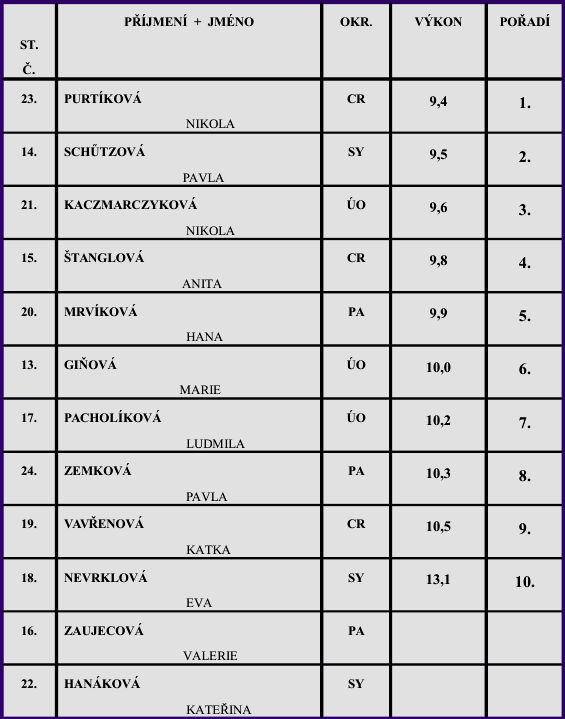 ST. Č. PŘÍJMENÍ + JMÉNO OKR. VÝKON POŘADÍ
23. PURTÍKOVÁ CR 9,4 1.
NIKOLA
14. SCHŰTZOVÁ SY 9,5 2.
PAVLA
21. KACZMARCZYKOVÁ ÚO 9,6 3.
NIKOLA
15. ŠTANGLOVÁ CR 9,8 4.
ANITA
20. MRVÍKOVÁ PA 9,9 5.
HANA
13. GIŇOVÁ ÚO 10,0 6.
MARIE
17. PACHOLÍKOVÁ ÚO 10,2 7.
LUDMILA
24. ZEMKOVÁ PA 10,3 8.
PAVLA
19. VAVŘENOVÁ CR 10,5 9.
KATKA
18. NEVRKLOVÁ SY 13,1 10.
EVA
16. ZAUJECOVÁ PA
VALERIE
22. HANÁKOVÁ SY
KATEŘINA